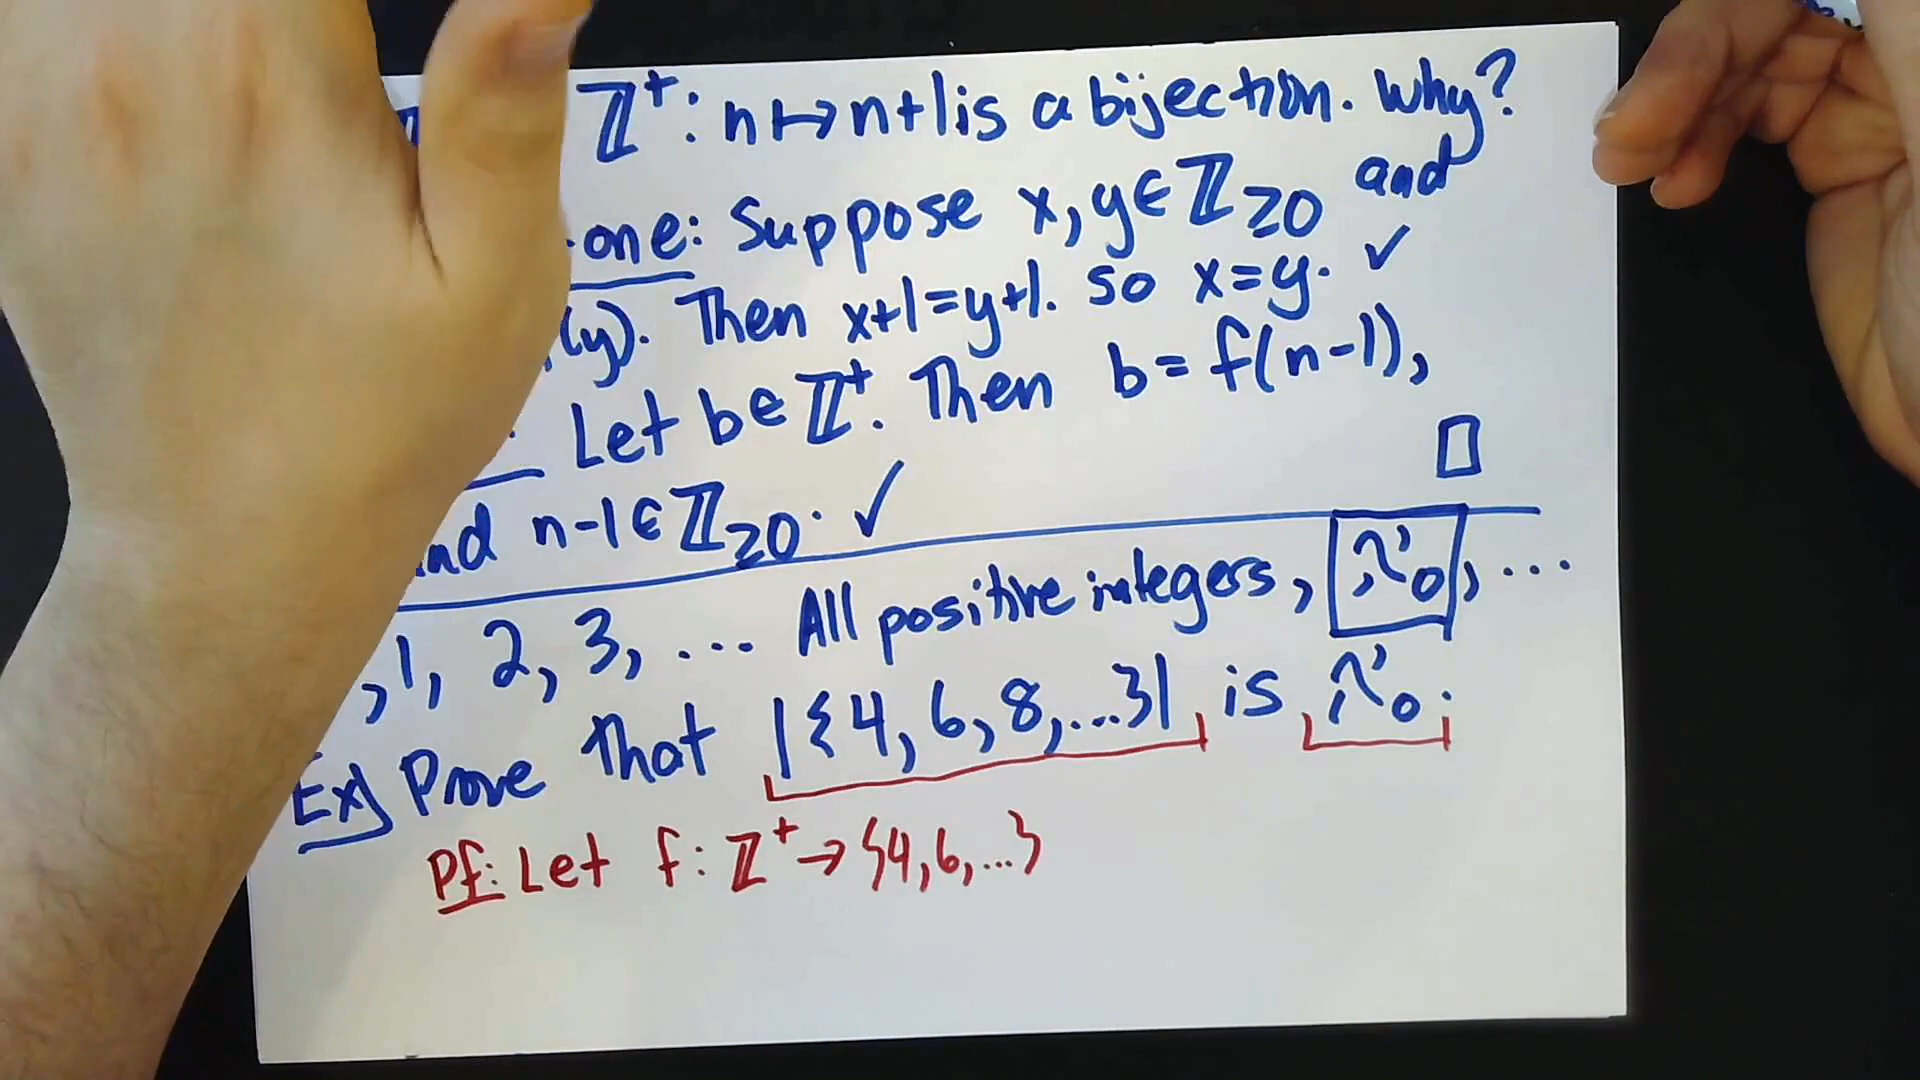 ℤ⁺: n ↦ n+1 is a bijection. Why?
-one: Suppose x, y ∈ ℤ≥0 and
(y). Then x+1=y+1. So x=y. ✓
Let b ∈ ℤ⁺. Then b = f(n-1),
and n-1 ∈ ℤ≥0. ✓ □
, 1, 2, 3, ... All positive integers, ℵ₀, ...
Ex] Prove that |{4, 6, 8, ...}| is ℵ₀.
Pf: Let f: ℤ⁺ → {4, 6, ...}